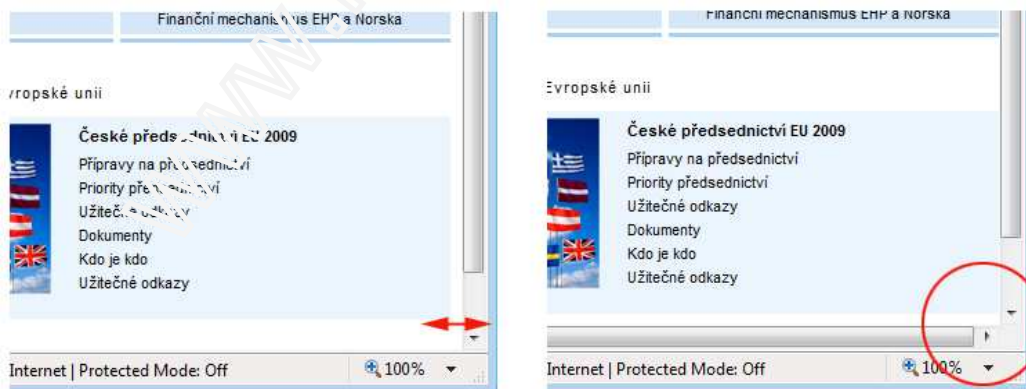 Finanční mechanismus EHP a Norska
vropské unii
České předsednictví EU 2009
Přípravy na předsednictví
Priority předsednictví
Užitečné odkazy
Dokumenty
Kdo je kdo
Užitečné odkazy
Internet | Protected Mode: Off
100%
Finanční mechanismus EHP a Norska
Evropské unii
České předsednictví EU 2009
Přípravy na předsednictví
Priority předsednictví
Užitečné odkazy
Dokumenty
Kdo je kdo
Užitečné odkazy
Internet | Protected Mode: Off
100%